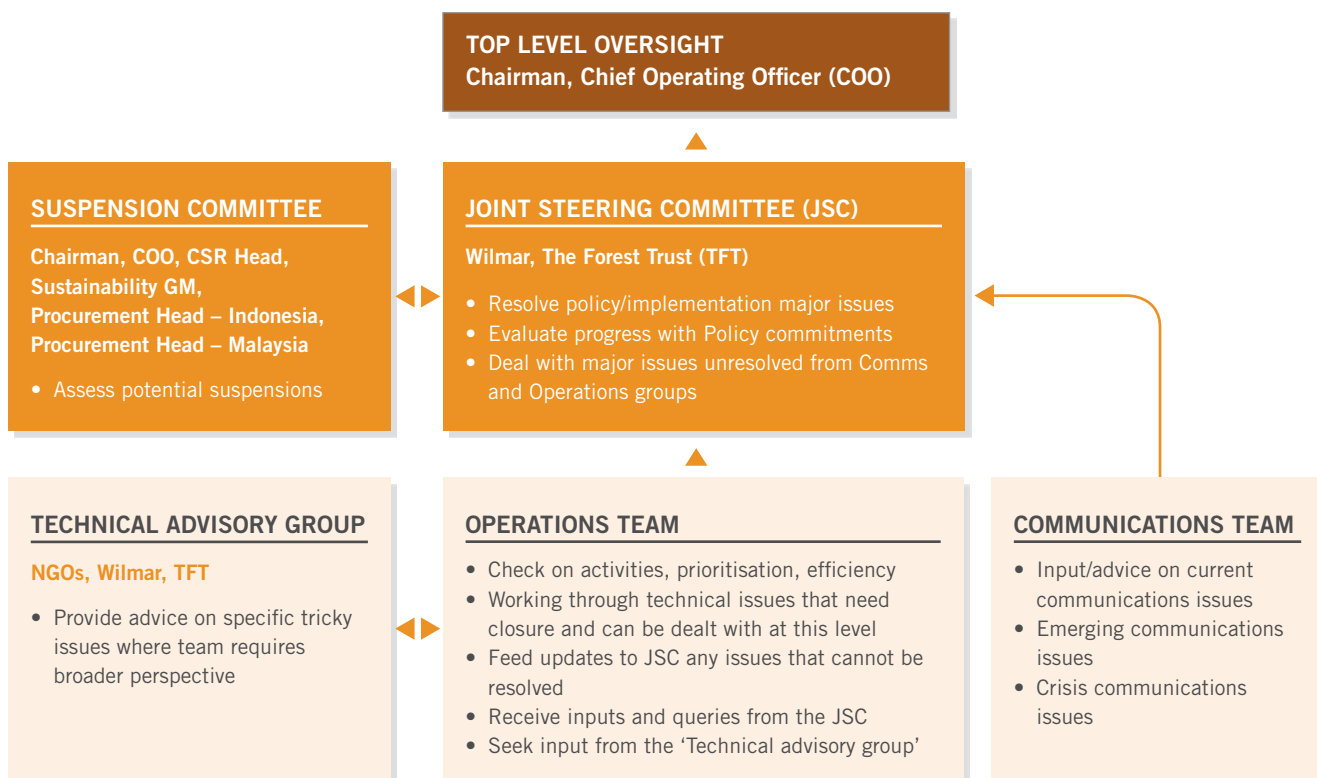 TOP LEVEL OVERSIGHT
Chairman, Chief Operating Officer (COO)
SUSPENSION COMMITTEE
Chairman, COO, CSR Head,
Sustainability GM,
Procurement Head – Indonesia,
Procurement Head – Malaysia
• Assess potential suspensions
JOINT STEERING COMMITTEE (JSC)
Wilmar, The Forest Trust (TFT)
• Resolve policy/implementation major issues
• Evaluate progress with Policy commitments
• Deal with major issues unresolved from Comms
and Operations groups
TECHNICAL ADVISORY GROUP
NGOs, Wilmar, TFT
• Provide advice on specific tricky
issues where team requires
broader perspective
OPERATIONS TEAM
• Check on activities, prioritisation, efficiency
• Working through technical issues that need
closure and can be dealt with at this level
• Feed updates to JSC any issues that cannot be
resolved
• Receive inputs and queries from the JSC
• Seek input from the ‘Technical advisory group’
COMMUNICATIONS TEAM
• Input/advice on current
communications issues
• Emerging communications
issues
• Crisis communications
issues